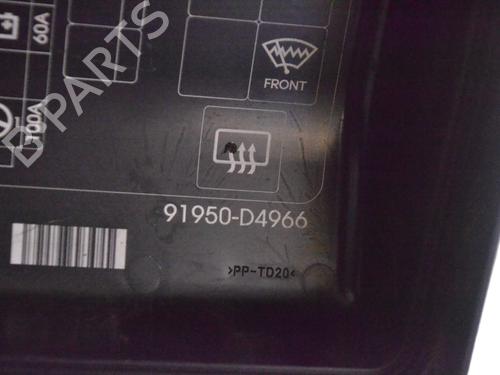 60A
100A
FRONT
91950-D4966
>PP-TD20<
B-PARTS